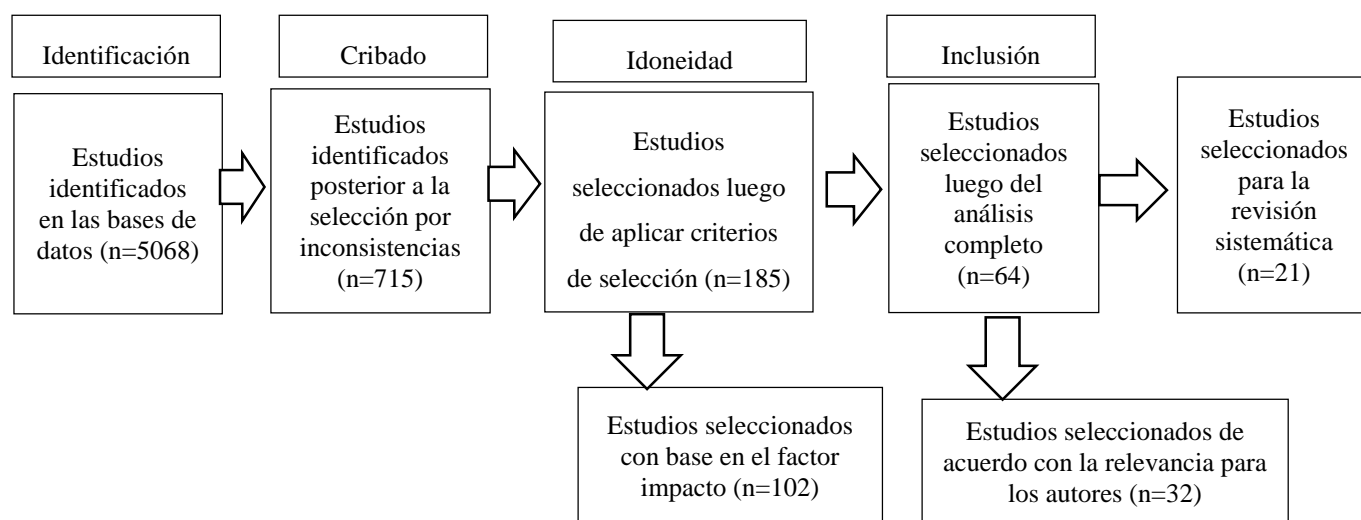 Identificación
Estudios
identificados
en las bases de
datos (n=5068)
Cribado
Estudios
identificados
posterior a la
selección por
inconsistencias
(n=715)
Idoneidad
Estudios
seleccionados luego
de aplicar criterios
de selección (n=185)
Estudios seleccionados
con base en el factor
impacto (n=102)
Inclusión
Estudios
seleccionados
luego del
análisis
completo
(n=64)
Estudios seleccionados de
acuerdo con la relevancia para
los autores (n=32)
Estudios
seleccionados
para la
revisión
sistemática
(n=21)